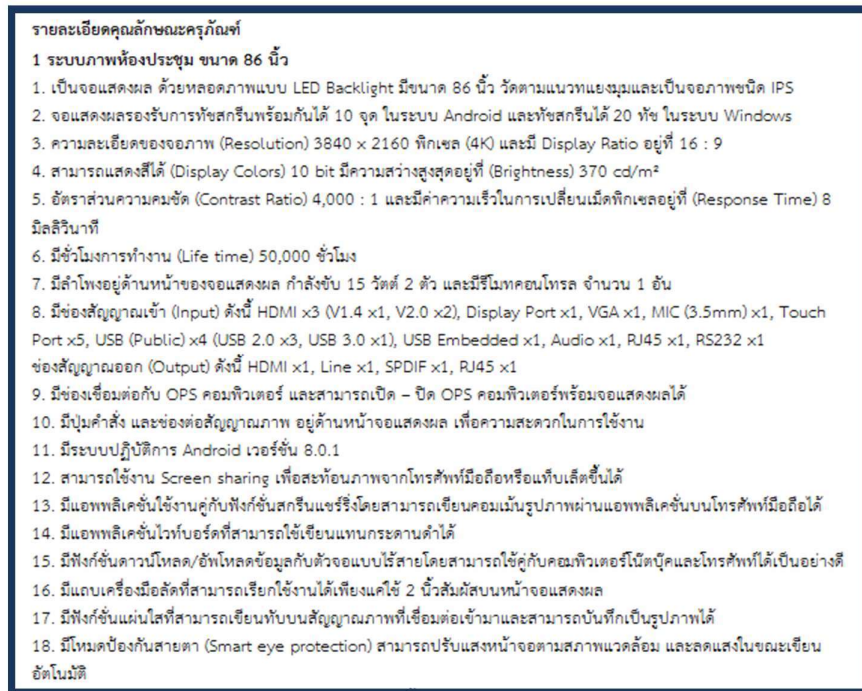 รายละเอียดคุณลักษณะครุภัณฑ์
1 ระบบภาพห้องประชุม ขนาด 86 นิ้ว
1. เป็นจอแสดงผล ด้วยหลอดภาพแบบ LED Backlight มีขนาด 86 นิ้ว วัดตามแนวทแยงมุมและเป็นจอภาพชนิด IPS
2. จอแสดงผลรองรับการทัชสกรีนพร้อมกันได้ 10 จุด ในระบบ Android และทัชสกรีนได้ 20 ทัช ในระบบ Windows
3. ความละเอียดของจอภาพ (Resolution) 3840 x 2160 พิกเซล (4K) และมี Display Ratio อยู่ที่ 16 : 9
4. สามารถแสดงสีได้ (Display Colors) 10 bit มีความสว่างสูงสุดอยู่ที่ (Brightness) 370 cd/m²
5. อัตราส่วนความคมชัด (Contrast Ratio) 4,000 : 1 และมีค่าความเร็วในการเปลี่ยนเม็ดพิกเซลอยู่ที่ (Response Time) 8
มิลลิวินาที
6. มีชั่วโมงการทำงาน (Life time) 50,000 ชั่วโมง
7. มีลำโพงอยู่ด้านหน้าของจอแสดงผล กำลังขับ 15 วัตต์ 2 ตัว และมีรีโมทคอนโทรล จำนวน 1 อัน
8. มีช่องสัญญาณเข้า (Input) ดังนี้ HDMI x3 (V1.4 x1, V2.0 x2), Display Port x1, VGA x1, MIC (3.5mm) x1, Touch
Port x5, USB (Public) x4 (USB 2.0 x3, USB 3.0 x1), USB Embedded x1, Audio x1, RJ45 x1, RS232 x1
ช่องสัญญาณออก (Output) ดังนี้ HDMI x1, Line x1, SPDIF x1, RJ45 x1
9. มีช่องเชื่อมต่อกับ OPS คอมพิวเตอร์ และสามารถเปิด – ปิด OPS คอมพิวเตอร์พร้อมจอแสดงผลได้
10. มีปุ่มคำสั่ง และช่องต่อสัญญาณภาพ อยู่ด้านหน้าจอแสดงผล เพื่อความสะดวกในการใช้งาน
11. มีระบบปฏิบัติการ Android เวอร์ชั่น 8.0.1
12. สามารถใช้งาน Screen sharing เพื่อสะท้อนภาพจากโทรศัพท์มือถือหรือแท็บเล็ตขึ้นได้
13. มีแอพพลิเคชั่นใช้งานคู่กับฟังก์ชั่นสกรีนแชร์ริ่งโดยสามารถเขียนคอมเม้นรูปภาพผ่านแอพพลิเคชั่นบนโทรศัพท์มือถือได้
14. มีแอพพลิเคชั่นไวท์บอร์ดที่สามารถใช้เขียนแทนกระดานดำได้
15. มีฟังก์ชั่นดาวน์โหลด/อัพโหลดข้อมูลกับตัวจอแบบไร้สายโดยสามารถใช้คู่กับคอมพิวเตอร์โน๊ตบุ๊คและโทรศัพท์ได้เป็นอย่างดี
16. มีแถบเครื่องมือลัดที่สามารถเรียกใช้งานได้เพียงแค่ใช้ 2 นิ้วสัมผัสบนหน้าจอแสดงผล
17. มีฟังก์ชั่นแผ่นใสที่สามารถเขียนทับบนสัญญาณภาพที่เชื่อมต่อเข้ามาและสามารถบันทึกเป็นรูปภาพได้
18. มีโหมดป้องกันสายตา (Smart eye protection) สามารถปรับแสงหน้าจอตามสภาพแวดล้อม และลดแสงในขณะเขียน
อัตโนมัติ